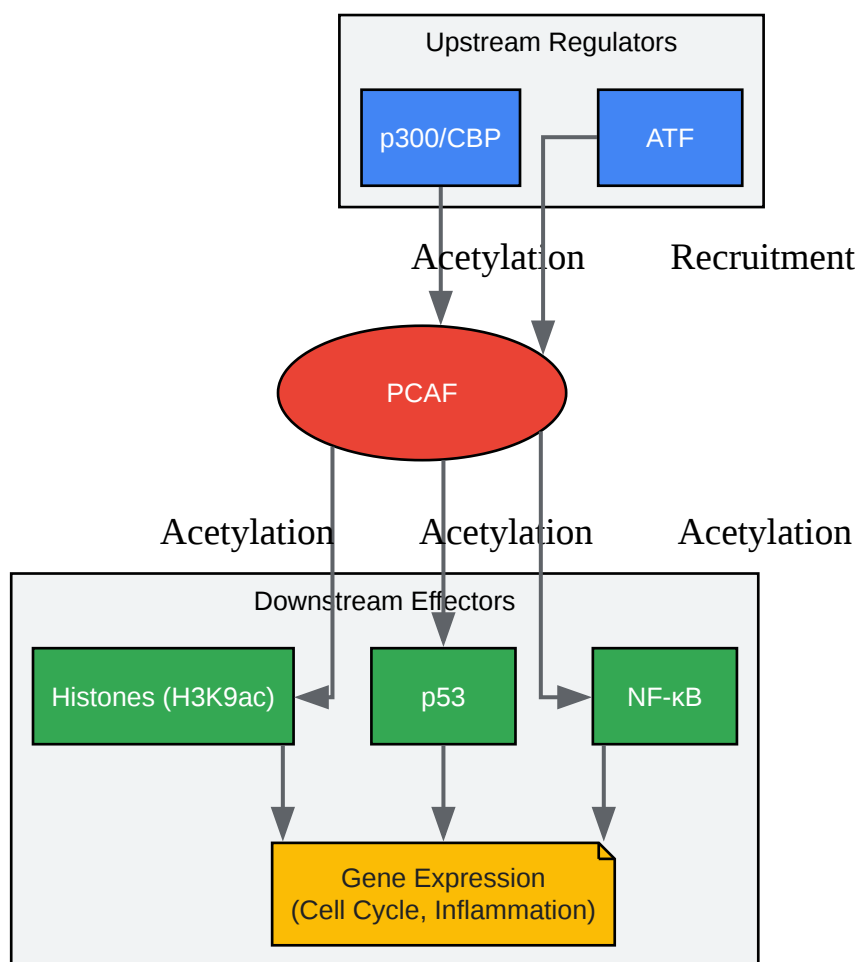 Upstream Regulators
p300/CBP
ATF
Acetylation
Recruitment
PCAF
Acetylation
Acetylation
Acetylation
Downstream Effectors
Histones (H3K9ac)
p53
NF-κB
Gene Expression
(Cell Cycle, Inflammation)